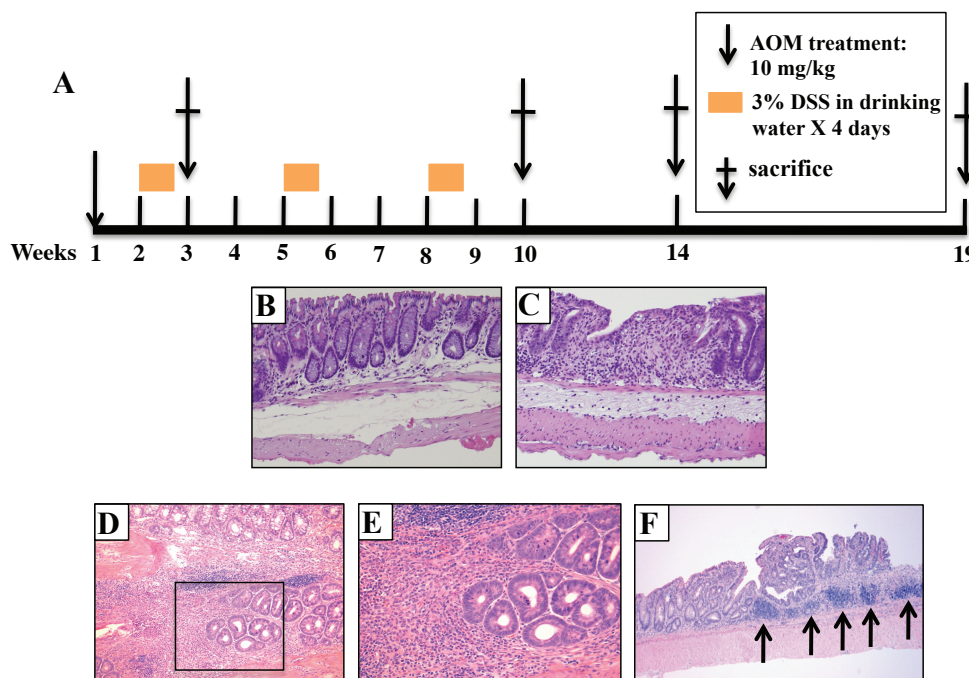 A
AOM treatment:
10 mg/kg
3% DSS in drinking
water X 4 days
sacrifice
Weeks 1 2 3 4 5 6 7 8 9 10 14 19
B
C
D
E
F